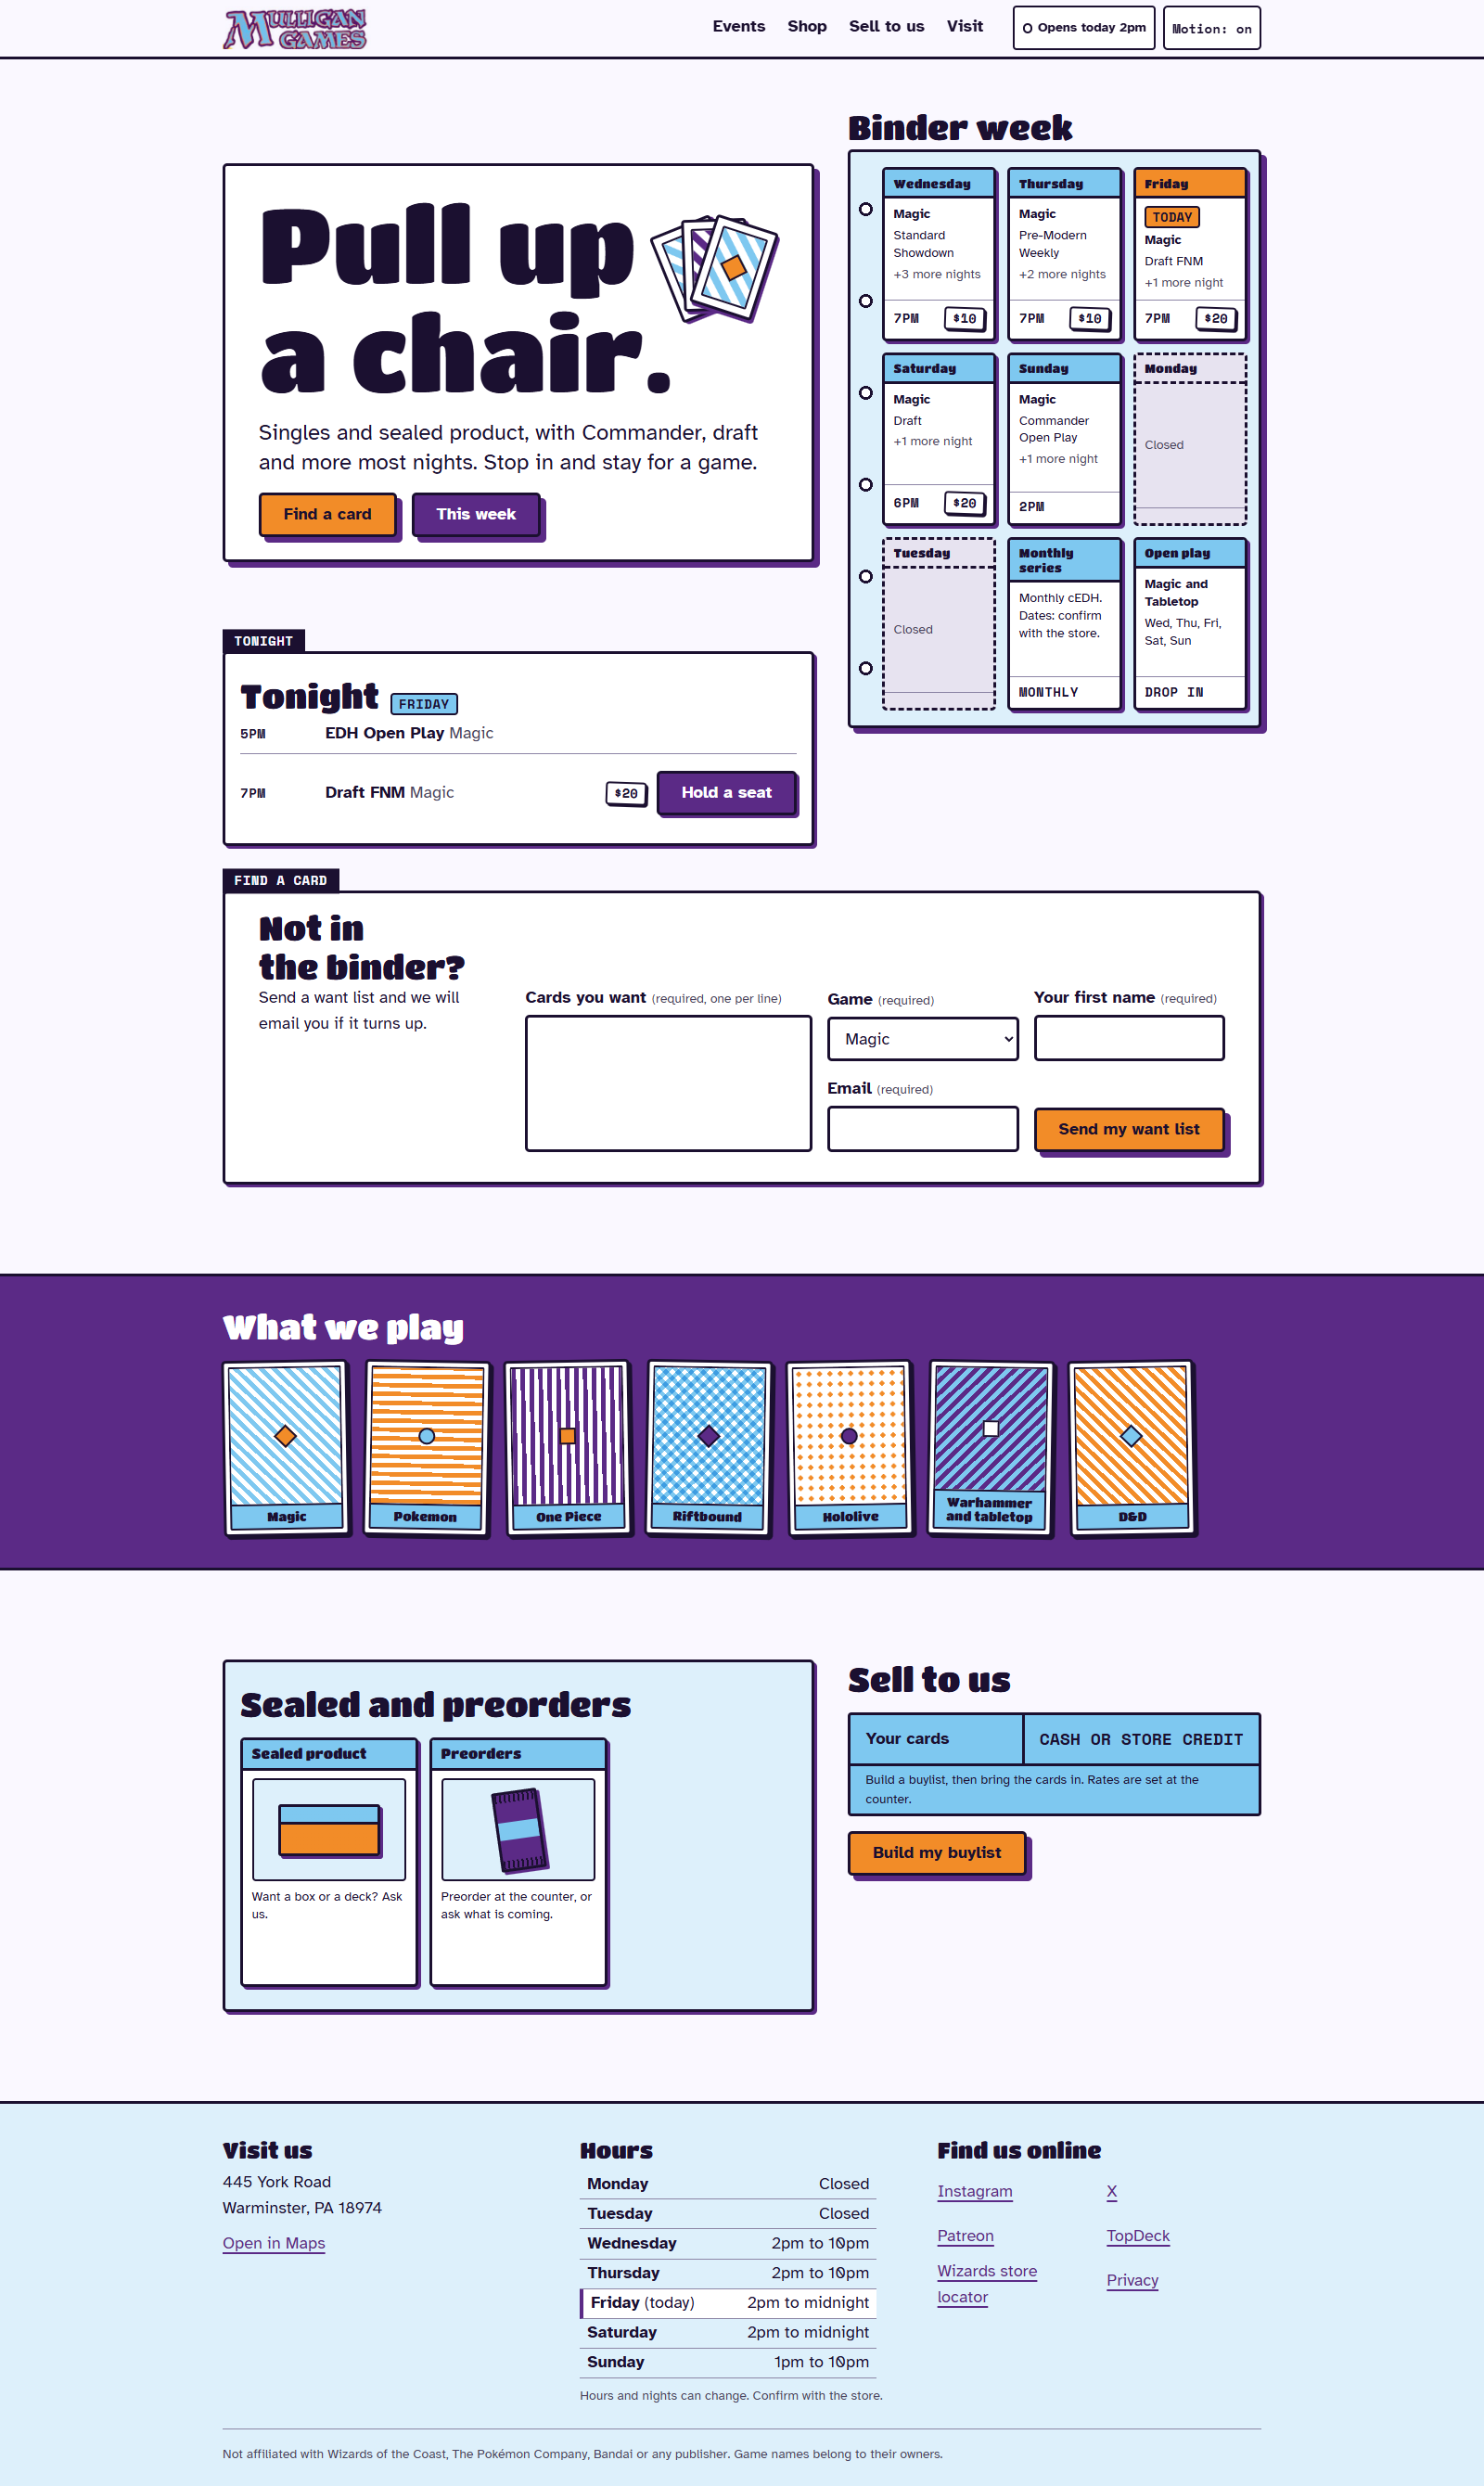 MULLIGAN GAMES
Events Shop Sell to us Visit
Opens today 2pm
Motion: on
Pull up
a chair.
Singles and sealed product, with Commander, draft
and more most nights. Stop in and stay for a game.
Find a card
This week
Binder week
Wednesday
Magic
Standard
Showdown
+3 more nights
7PM $10
Thursday
Magic
Pre-Modern
Weekly
+2 more nights
7PM $10
Friday
TODAY
Magic
Draft FNM
+1 more night
7PM $20
Saturday
Magic
Draft
+1 more night
6PM $20
Sunday
Magic
Commander
Open Play
+1 more night
2PM
Monday
Closed
Tuesday
Closed
Monthly
series
Monthly cEDH.
Dates: confirm
with the store.
MONTHLY
Open play
Magic and
Tabletop
Wed, Thu, Fri,
Sat, Sun
DROP IN
TONIGHT
Tonight FRIDAY
5PM EDH Open Play Magic
7PM Draft FNM Magic $20 Hold a seat
FIND A CARD
Not in
the binder?
Send a want list and we will
email you if it turns up.
Cards you want (required, one per line)
Game (required)
Magic
Your first name (required)
Email (required)
Send my want list
What we play
Magic
Pokemon
One Piece
Riftbound
Hololive
Warhammer
and tabletop
D&D
Sealed and preorders
Sealed product
Want a box or a deck? Ask
us.
Preorders
Preorder at the counter, or
ask what is coming.
Sell to us
Your cards CASH OR STORE CREDIT
Build a buylist, then bring the cards in. Rates are set at the
counter.
Build my buylist
Visit us
445 York Road
Warminster, PA 18974
Open in Maps
Hours
Monday Closed
Tuesday Closed
Wednesday 2pm to 10pm
Thursday 2pm to 10pm
Friday (today) 2pm to midnight
Saturday 2pm to midnight
Sunday 1pm to 10pm
Hours and nights can change. Confirm with the store.
Find us online
Instagram X
Patreon TopDeck
Wizards store
locator
Privacy
Not affiliated with Wizards of the Coast, The Pokémon Company, Bandai or any publisher. Game names belong to their owners.